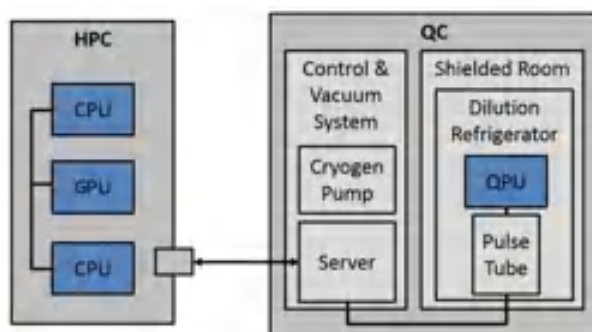 HPC
CPU
GPU
CPU
QC
Control &
Vacuum
System
Cryogen
Pump
Server
Shielded Room
Dilution
Refrigerator
QPU
Pulse
Tube